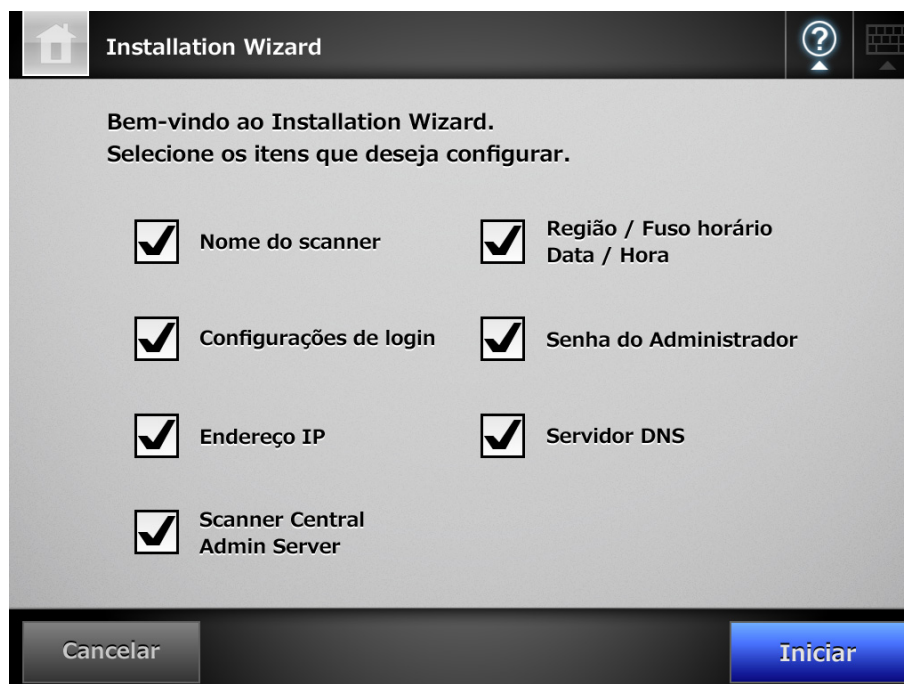 Installation Wizard
?
Bem-vindo ao Installation Wizard.
Selecione os itens que deseja configurar.
Nome do scanner
Região / Fuso horário
Data / Hora
Configurações de login
Senha do Administrador
Endereço IP
Servidor DNS
Scanner Central
Admin Server
Cancelar
Iniciar